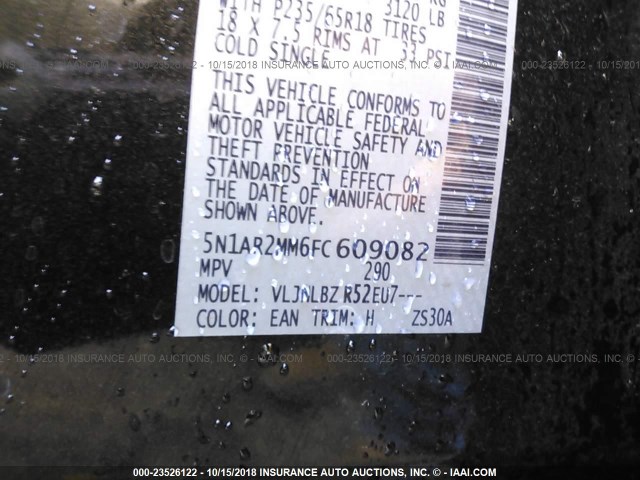 3120 LB
WITH P235/65R18 TIRES
18 X 7.5 RIMS AT 33 PSI
COLD SINGLE
000-23526122 - 10/15/2018 INSURANCE AUTO AUCTIONS, INC. © - IAAI.COM
THIS VEHICLE CONFORMS TO
ALL APPLICABLE FEDERAL
MOTOR VEHICLE SAFETY AND
THEFT PREVENTION
STANDARDS IN EFFECT ON
THE DATE OF MANUFACTURE
SHOWN ABOVE.
5N1AR2MM6FC609082
MPV 290
MODEL: VLJNLBZ R52EU7---
COLOR: EAN TRIM: H ZS30A
000-23526122 - 10/15/2018 INSURANCE AUTO AUCTIONS, INC. © - IAAI.COM
000-23526122 - 10/15/2018 INSURANCE AUTO AUCTIONS, INC. © - IAAI.COM